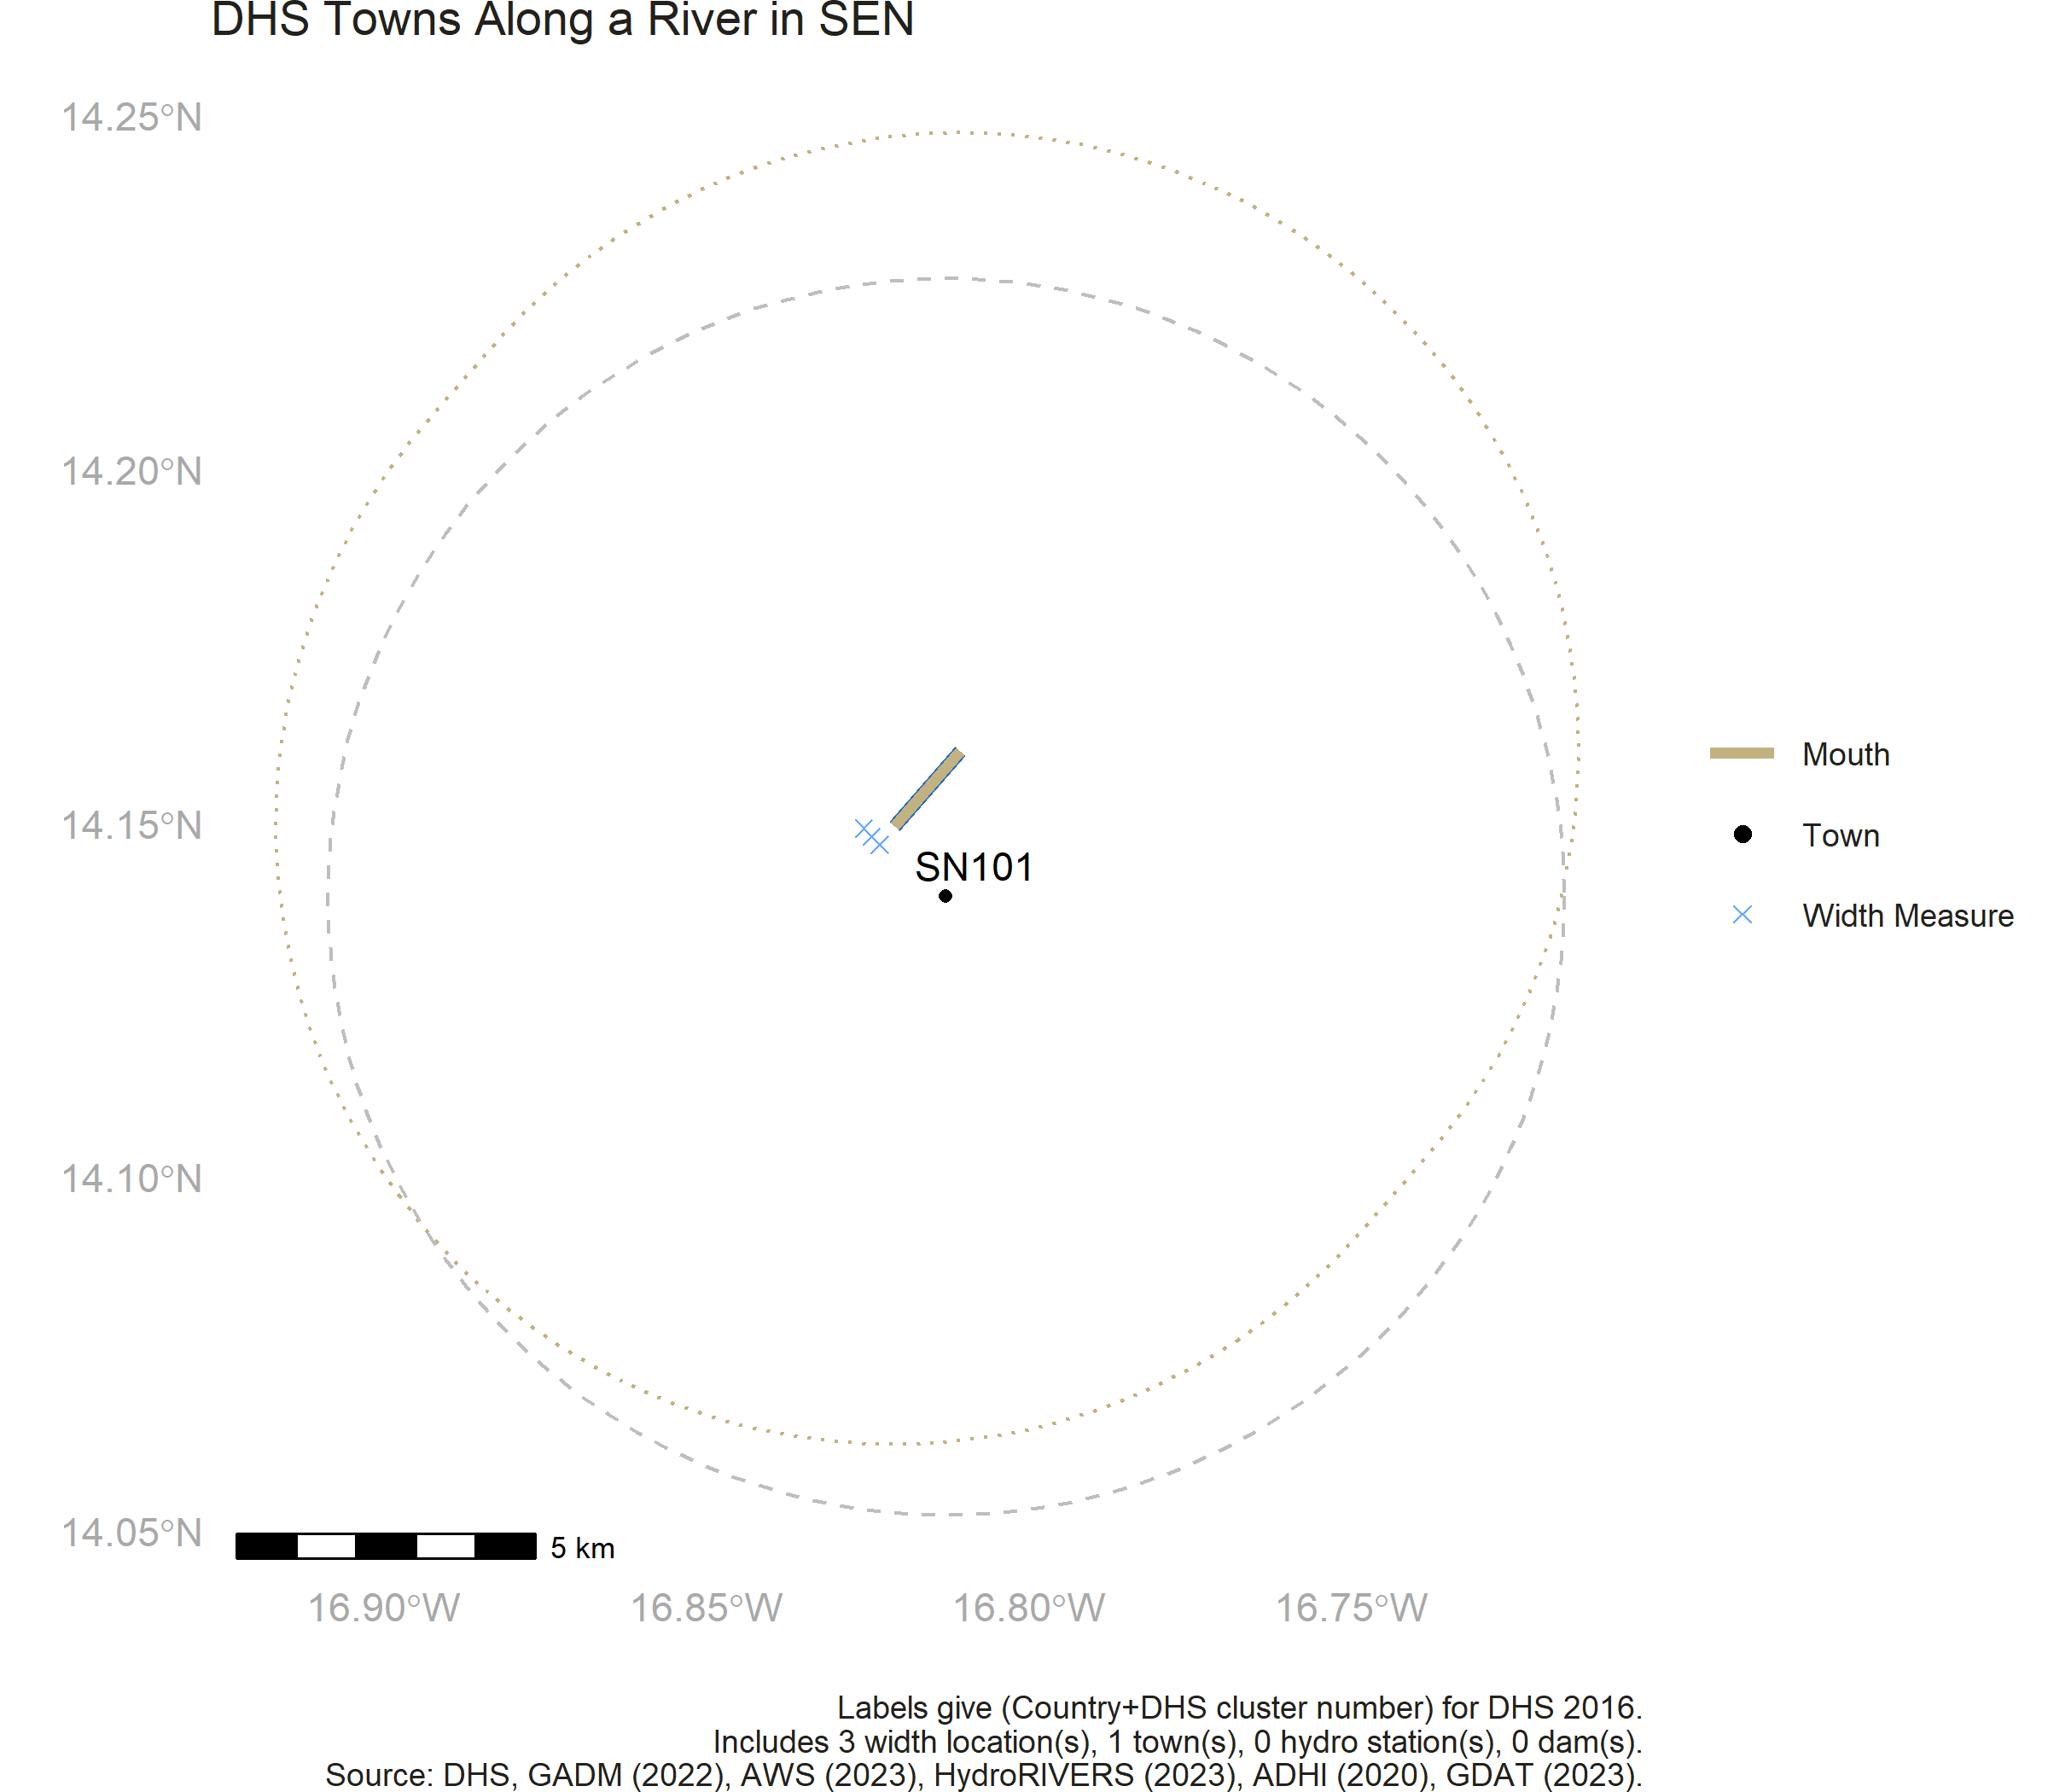 DHS Towns Along a River in SEN
14.25°N
14.20°N
14.15°N
14.10°N
14.05°N
SN101
Mouth
Town
Width Measure
5 km
16.90°W
16.85°W
16.80°W
16.75°W
Labels give (Country+DHS cluster number) for DHS 2016.
Includes 3 width location(s), 1 town(s), 0 hydro station(s), 0 dam(s).
Source: DHS, GADM (2022), AWS (2023), HydroRIVERS (2023), ADHI (2020), GDAT (2023).